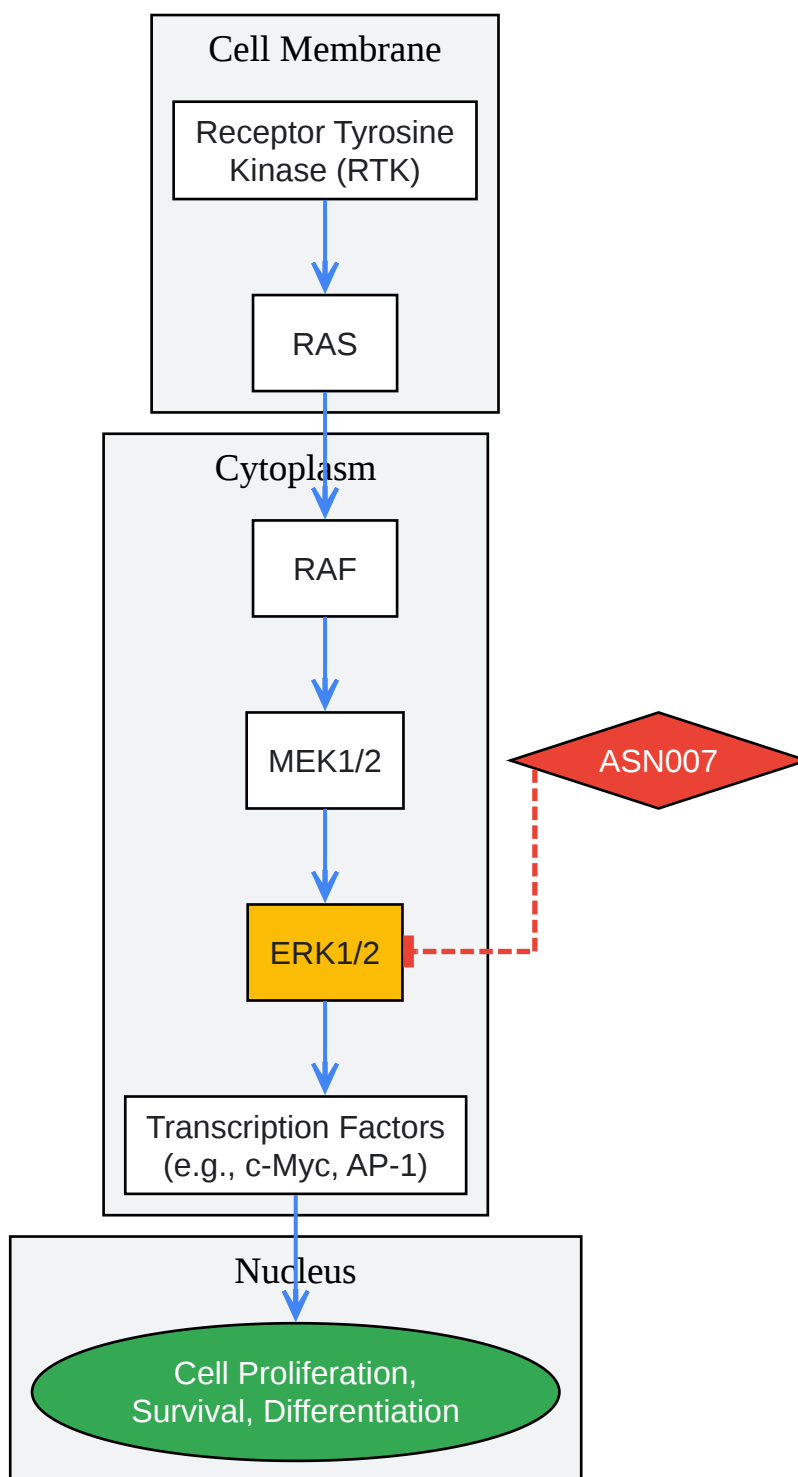 Cell Membrane
Receptor Tyrosine
Kinase (RTK)
RAS
Cytoplasm
RAF
MEK1/2
ASN007
ERK1/2
Transcription Factors
(e.g., c-Myc, AP-1)
Nucleus
Cell Proliferation,
Survival, Differentiation